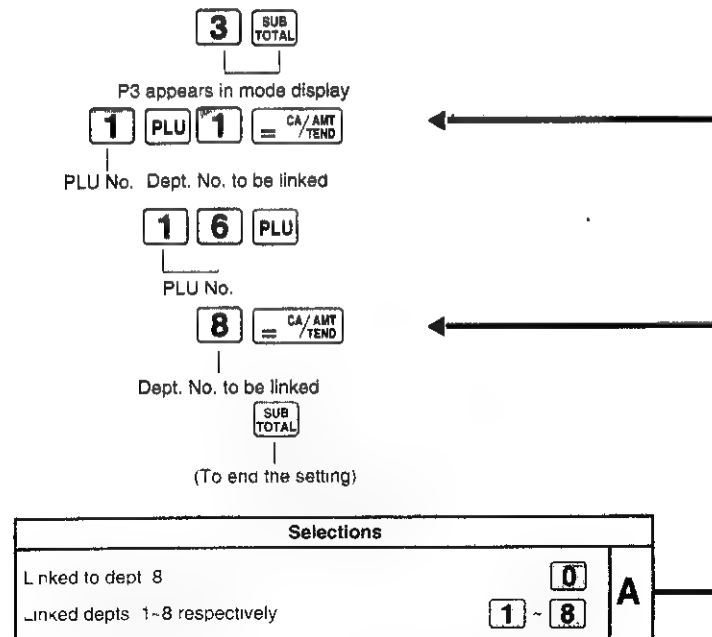 3 SUB TOTAL
P3 appears in mode display
1 PLU 1 = CA/AMT TEND
PLU No. Dept. No. to be linked
1 6 PLU
PLU No.
8 = CA/AMT TEND
Dept. No. to be linked
SUB TOTAL
(To end the setting)
Selections
Linked to dept 8 0
Linked depts 1~8 respectively 1 ~ 8
A